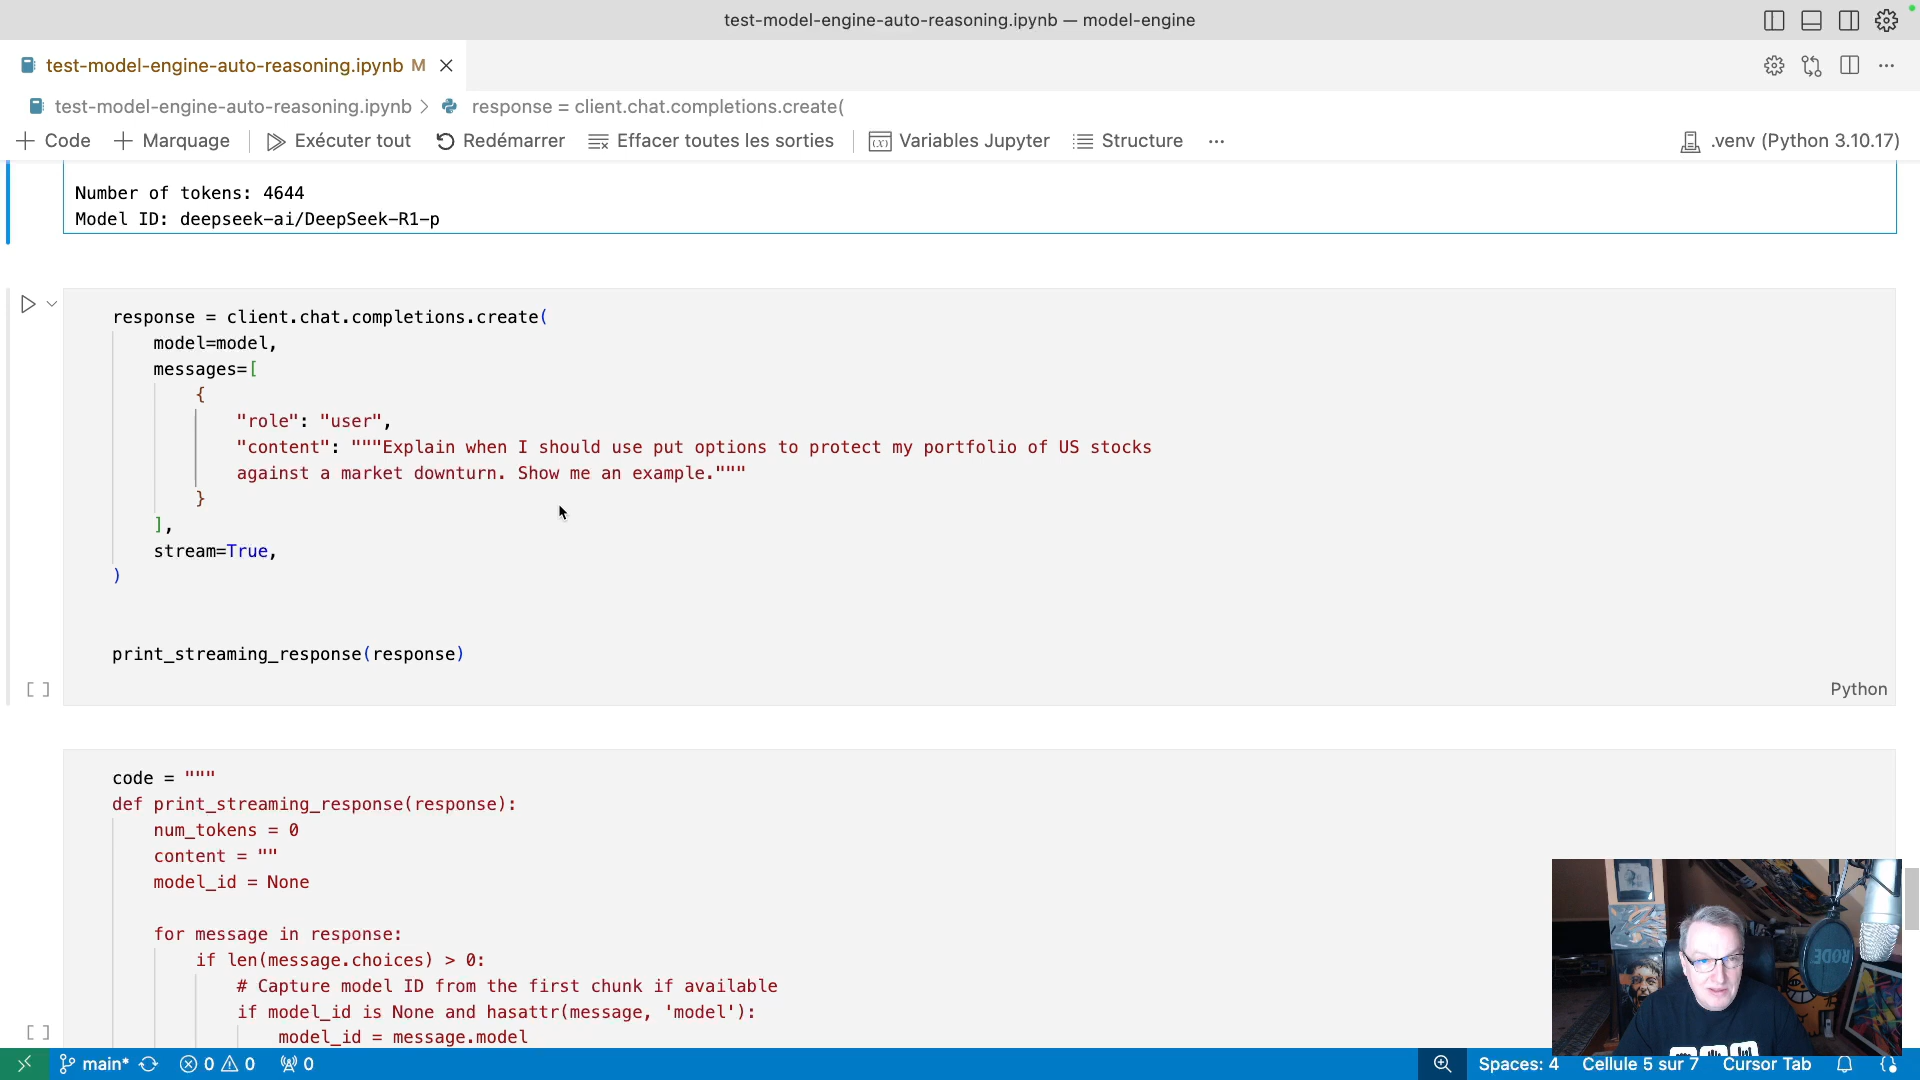 test-model-engine-auto-reasoning.ipynb — model-engine
test-model-engine-auto-reasoning.ipynb M
test-model-engine-auto-reasoning.ipynb > response = client.chat.completions.create(
+ Code + Marquage Exécuter tout Redémarrer Effacer toutes les sorties Variables Jupyter Structure ... .venv (Python 3.10.17)
Number of tokens: 4644
Model ID: deepseek-ai/DeepSeek-R1-p
response = client.chat.completions.create(
model=model,
messages=[
{
"role": "user",
"content": """Explain when I should use put options to protect my portfolio of US stocks
against a market downturn. Show me an example."""
}
],
stream=True,
)
print_streaming_response(response)
[ ]
Python
code = """
def print_streaming_response(response):
num_tokens = 0
content = ""
model_id = None
for message in response:
if len(message.choices) > 0:
# Capture model ID from the first chunk if available
if model_id is None and hasattr(message, 'model'):
model_id = message.model
[ ]
RODE
main* 0 0 0 Spaces: 4 Cellule 5 sur 7 Cursor Tab